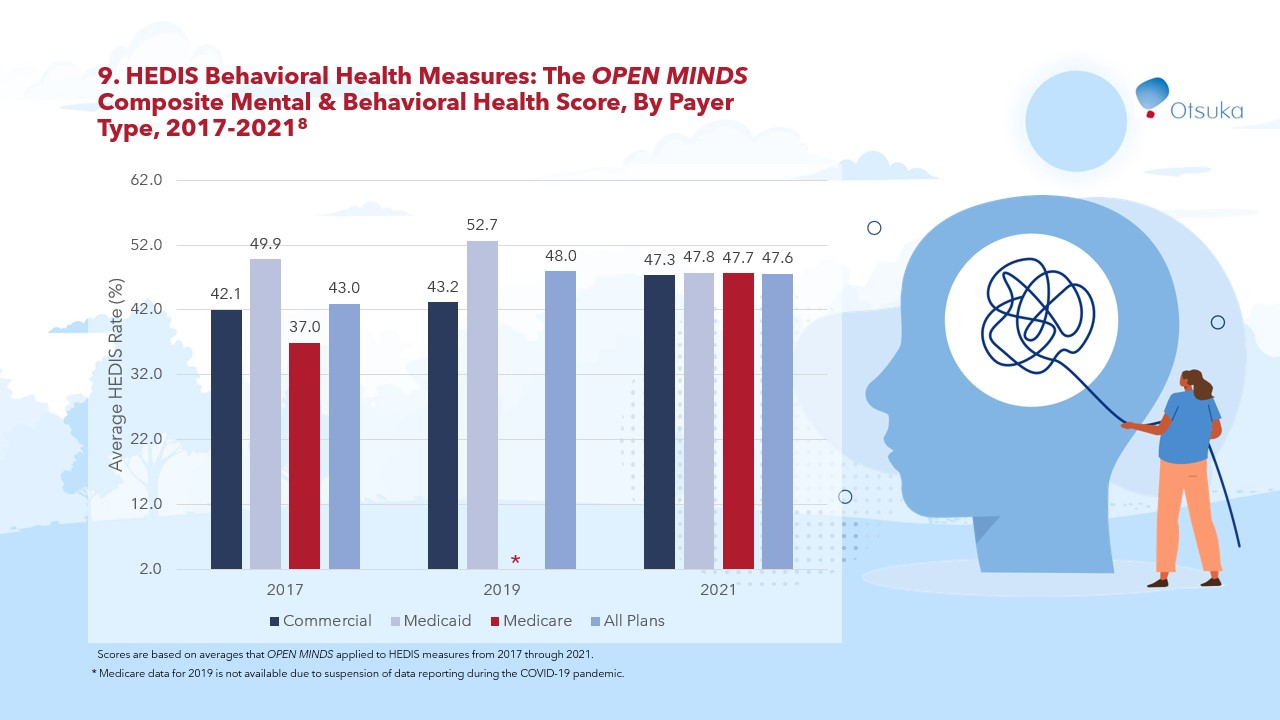 9. HEDIS Behavioral Health Measures: The OPEN MINDS
Composite Mental & Behavioral Health Score, By Payer
Type, 2017-2021⁸
Otsuka
Average HEDIS Rate (%)
62.0
52.0
42.0
32.0
22.0
12.0
2.0
42.1
49.9
37.0
43.0
43.2
52.7
*
48.0
47.3
47.8
47.7
47.6
2017
2019
2021
Commercial
Medicaid
Medicare
All Plans
Scores are based on averages that OPEN MINDS applied to HEDIS measures from 2017 through 2021.
* Medicare data for 2019 is not available due to suspension of data reporting during the COVID-19 pandemic.